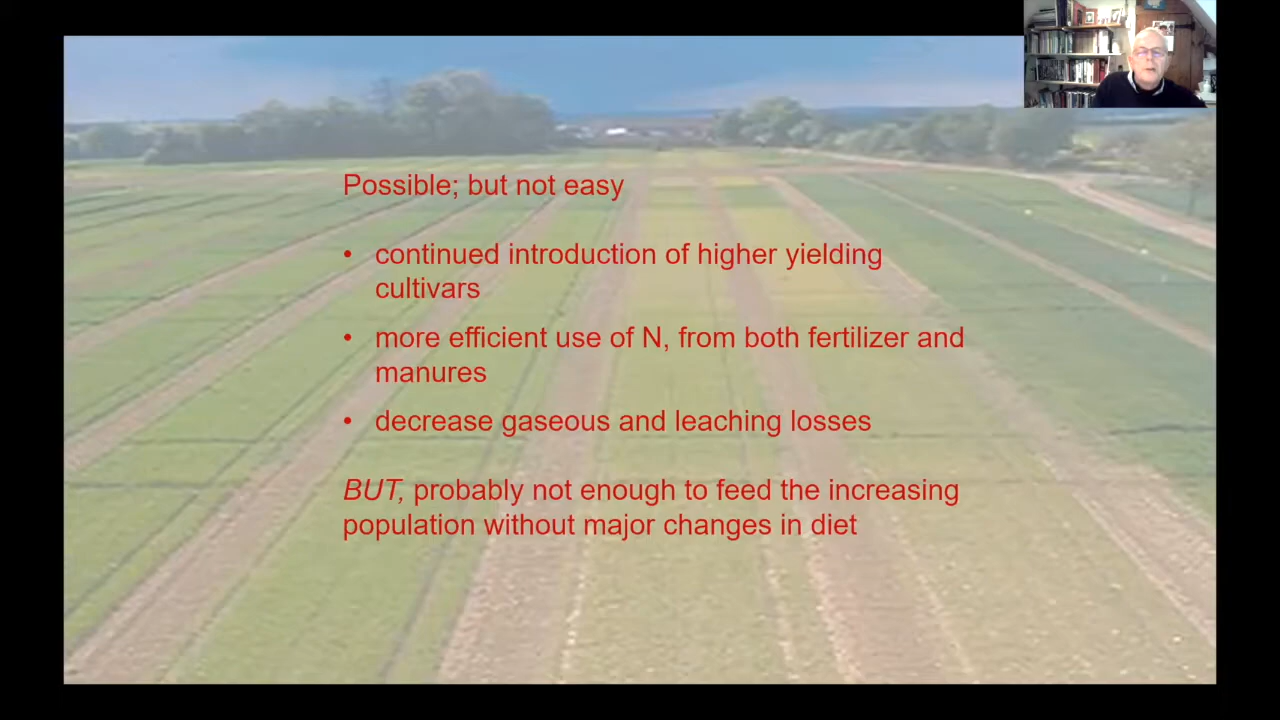 Possible; but not easy
• continued introduction of higher yielding
cultivars
• more efficient use of N, from both fertilizer and
manures
• decrease gaseous and leaching losses
BUT, probably not enough to feed the increasing
population without major changes in diet